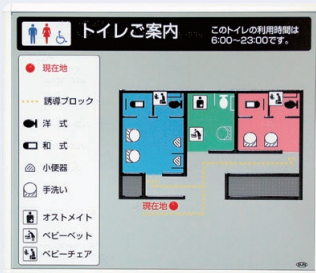 トイレご案内
このトイレの利用時間は
6:00～23:00です。
現在地
誘導ブロック
洋　式
和　式
小便器
手洗い
オストメイト
ベビーベット
ベビーチェア
現在地